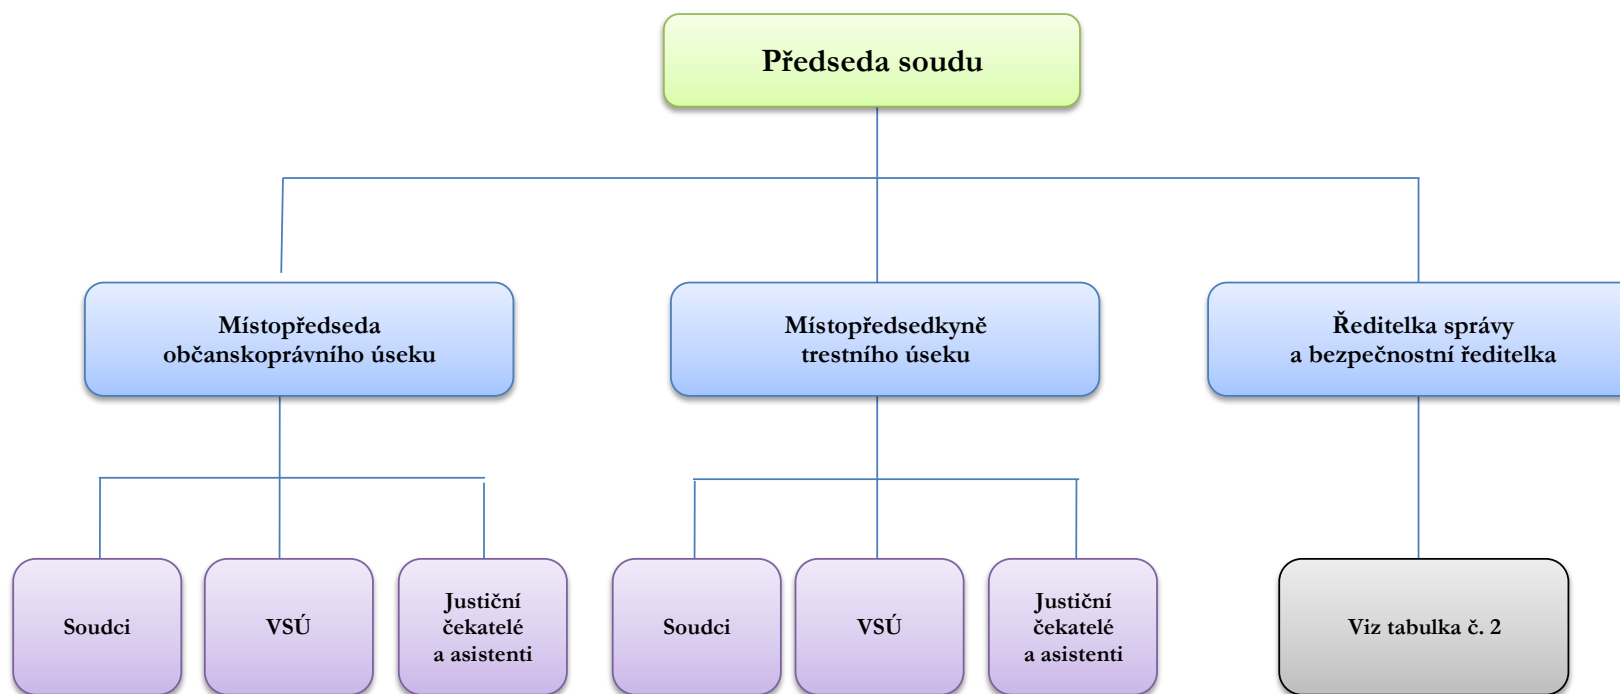 Předseda soudu
Místopředseda
občanskoprávního úseku
Místopředsedkyně
trestního úseku
Ředitelka správy
a bezpečnostní ředitelka
Soudci
VSÚ
Justiční
čekatelé
a asistenti
Soudci
VSÚ
Justiční
čekatelé
a asistenti
Viz tabulka č. 2